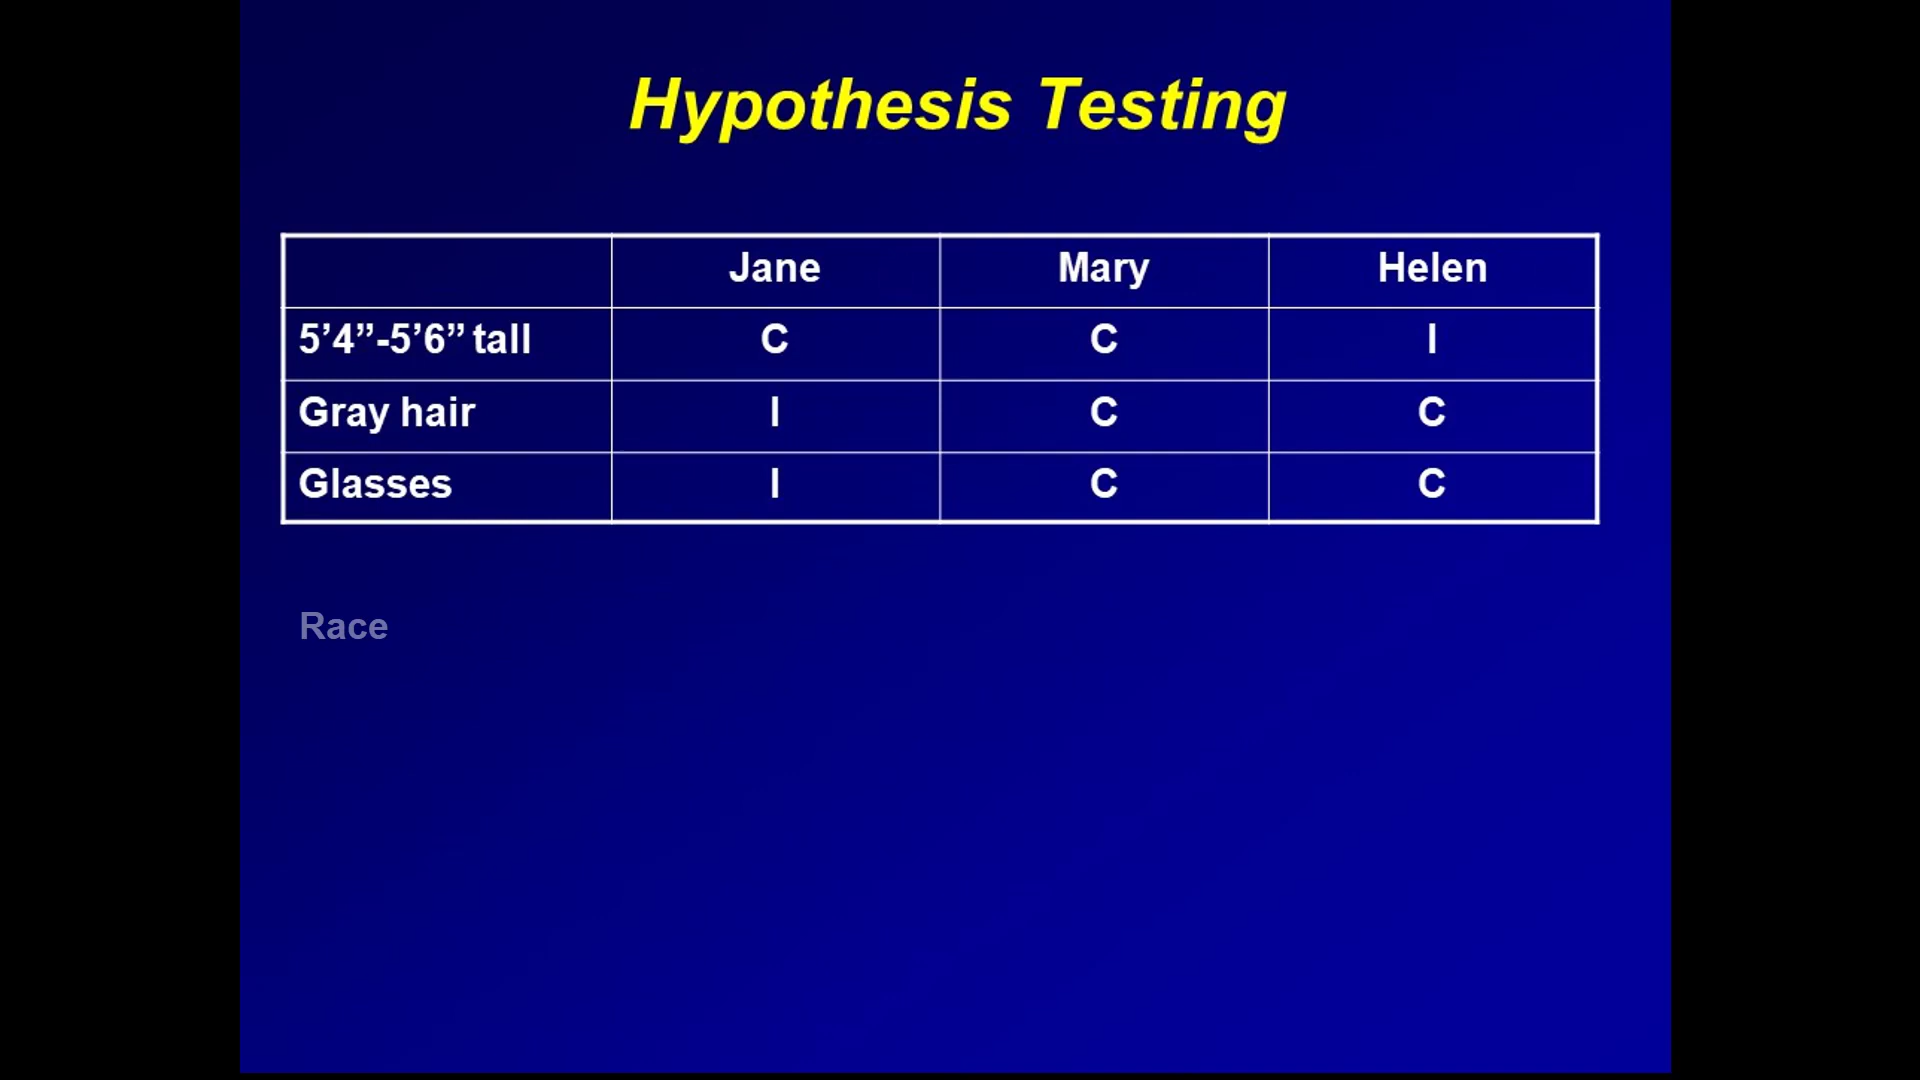 Hypothesis Testing
Jane Mary Helen
5’4”-5’6” tall C C I
Gray hair I C C
Glasses I C C
Race